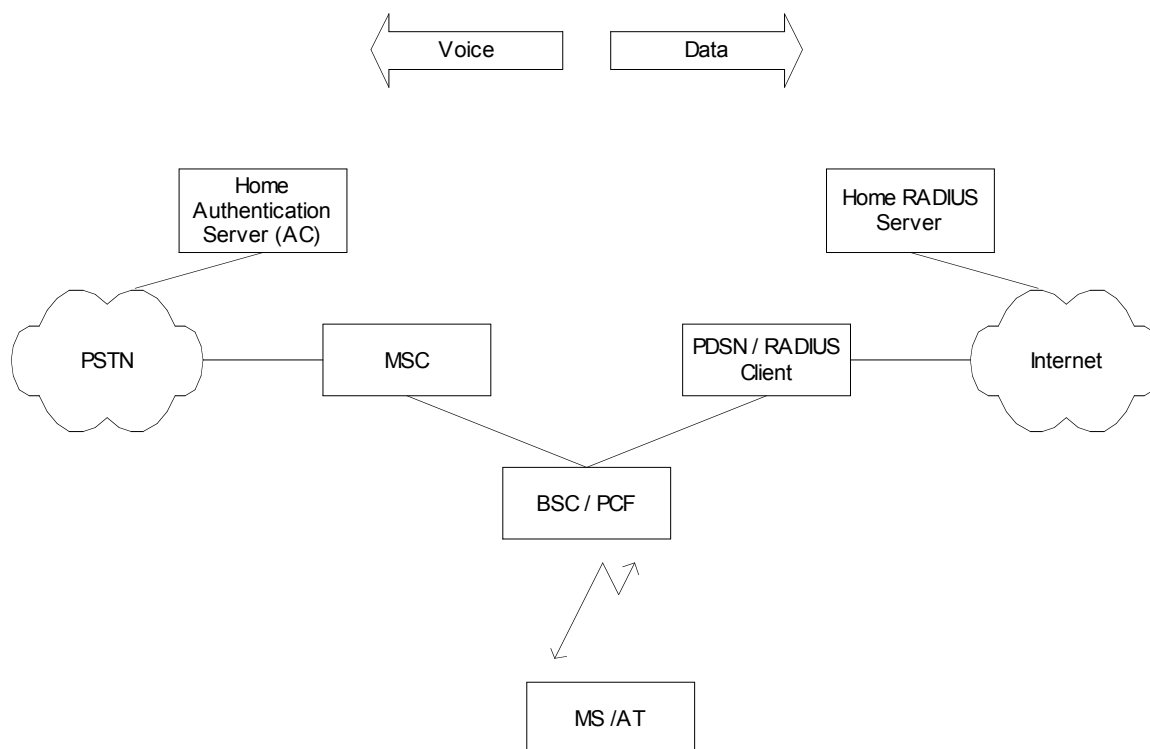 Voice
Data
Home
Authentication
Server (AC)
Home RADIUS
Server
PSTN
MSC
PDSN / RADIUS
Client
Internet
BSC / PCF
MS /AT